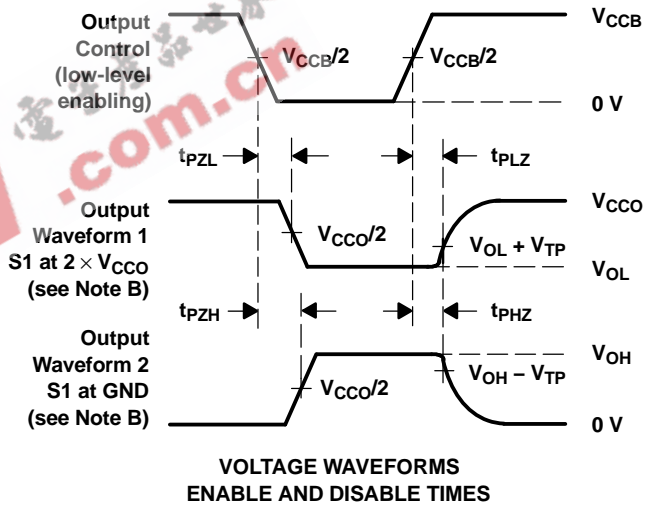 Output
Control
(low-level
enabling)
VCCB/2
VCCB/2
VCCB
0 V
tPZL
tPLZ
Output
Waveform 1
S1 at 2 × VCCO
(see Note B)
VCCO/2
VOL + VTP
VCCO
VOL
tPZH
tPHZ
Output
Waveform 2
S1 at GND
(see Note B)
VCCO/2
VOH − VTP
VOH
0 V
VOLTAGE WAVEFORMS
ENABLE AND DISABLE TIMES
.com.cn